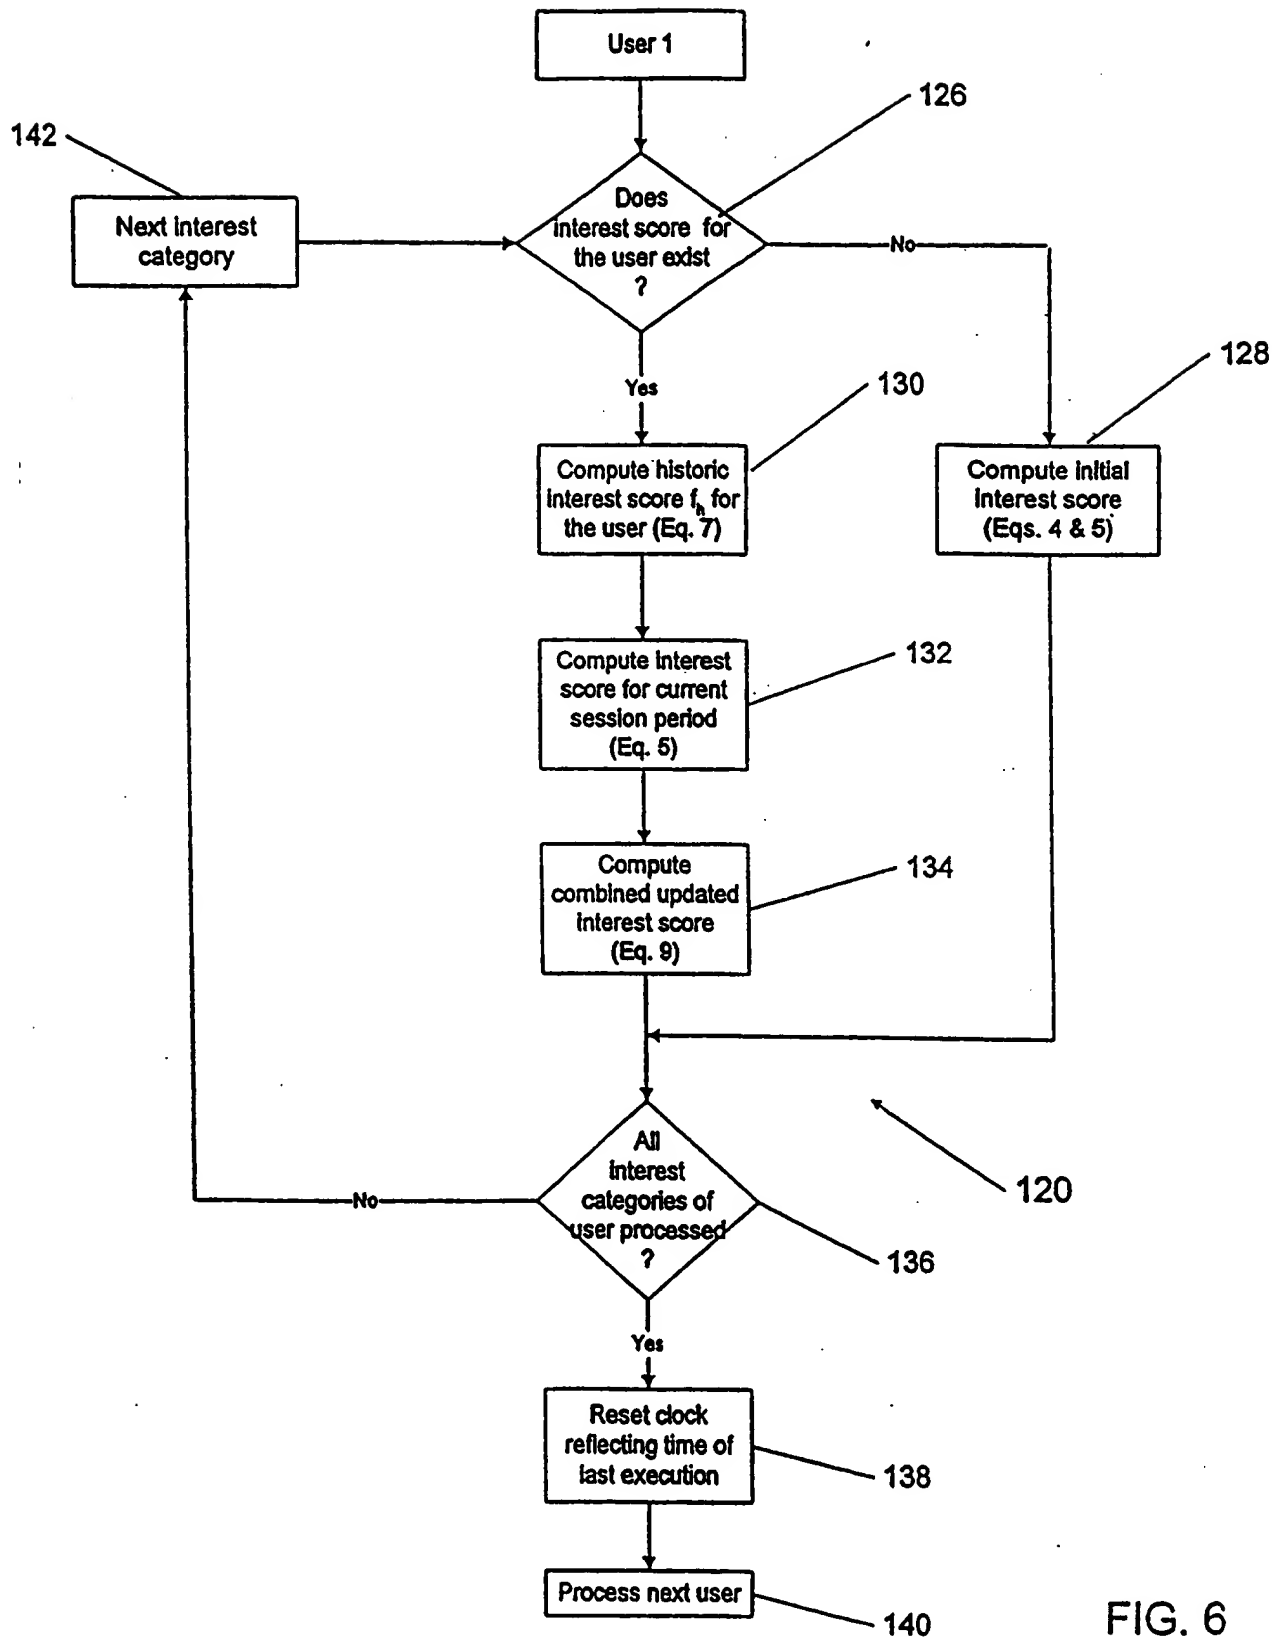 User 1
126
142
Does
interest score for
the user exist
?
Next interest
category
No
Yes
128
130
Compute historic
interest score fh for
the user (Eq. 7)
Compute initial
interest score
(Eqs. 4 & 5)
Compute interest
score for current
session period
(Eq. 5)
132
Compute
combined updated
interest score
(Eq. 9)
134
All
interest
categories of
user processed
?
No
120
136
Yes
Reset clock
reflecting time of
last execution
138
Process next user
140
FIG. 6